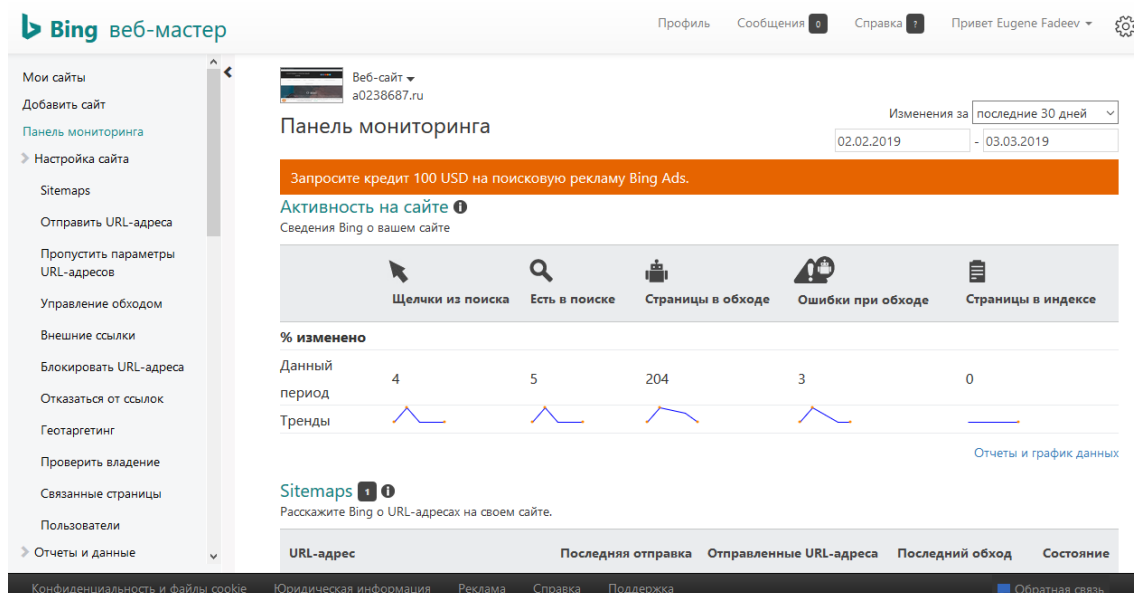 Bing веб-мастер
Профиль Сообщения 0 Справка ? Привет Eugene Fadeev
Мои сайты
Добавить сайт
Панель мониторинга
Настройка сайта
Sitemaps
Отправить URL-адреса
Пропустить параметры
URL-адресов
Управление обходом
Внешние ссылки
Блокировать URL-адреса
Отказаться от ссылок
Геотаргетинг
Проверить владение
Связанные страницы
Пользователи
Отчеты и данные
Веб-сайт
a0238687.ru
Панель мониторинга
Изменения за последние 30 дней
02.02.2019 - 03.03.2019
Запросите кредит 100 USD на поисковую рекламу Bing Ads.
Активность на сайте
Сведения Bing о вашем сайте
Щелчки из поиска Есть в поиске Страницы в обходе Ошибки при обходе Страницы в индексе
% изменено
Данный
период
4 5 204 3 0
Тренды
Отчеты и график данных
Sitemaps 1
Расскажите Bing о URL-адресах на своем сайте.
URL-адрес Последняя отправка Отправленные URL-адреса Последний обход Состояние
Конфиденциальность и файлы cookie Юридическая информация Реклама Справка Поддержка Обратная связь